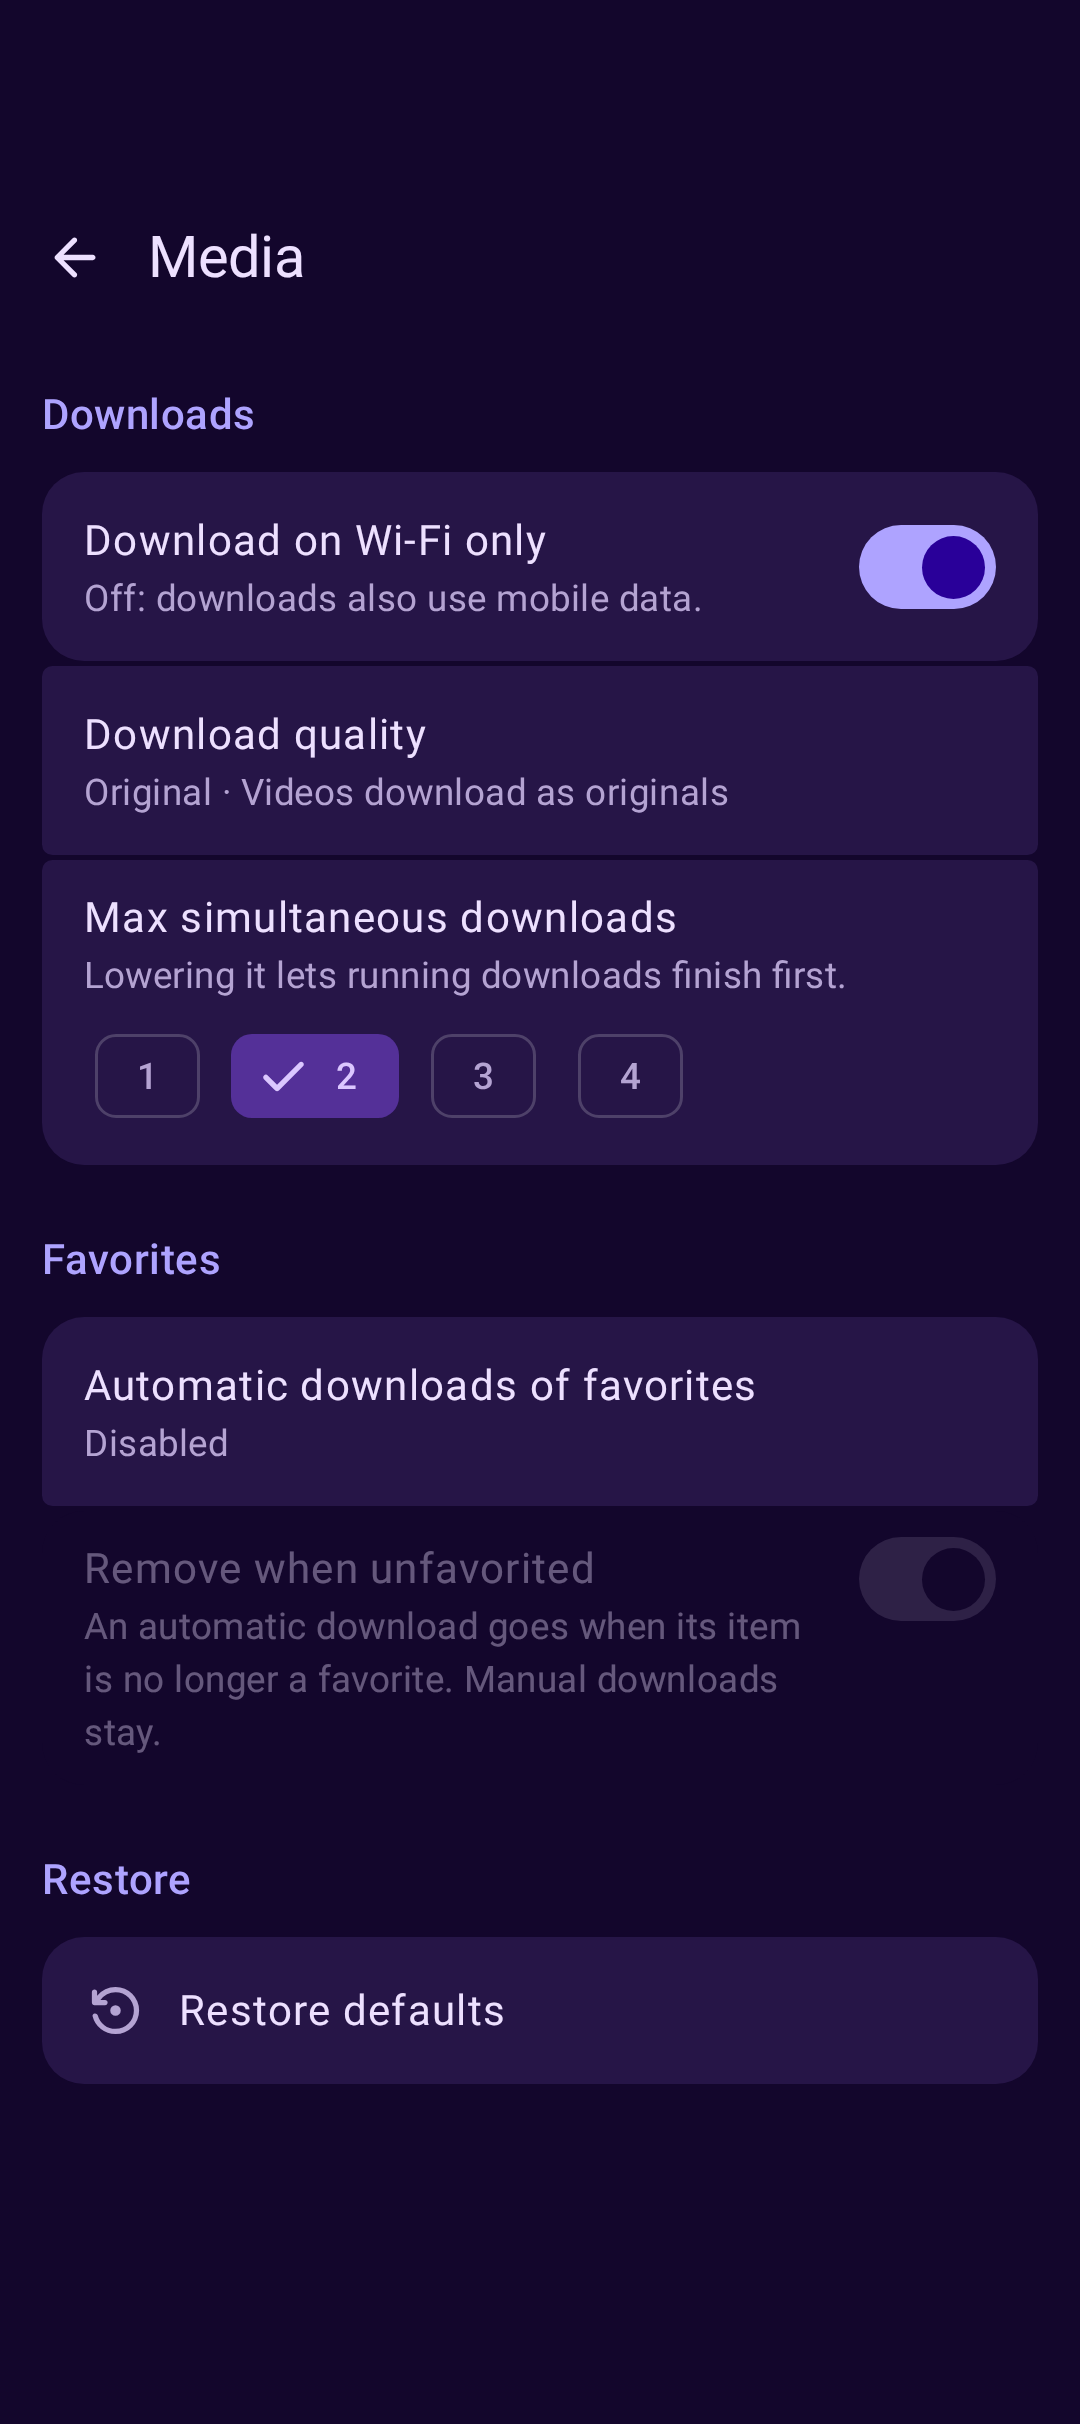 Media
Downloads
Download on Wi-Fi only
Off: downloads also use mobile data.
Download quality
Original · Videos download as originals
Max simultaneous downloads
Lowering it lets running downloads finish first.
1 2 3 4
Favorites
Automatic downloads of favorites
Disabled
Remove when unfavorited
An automatic download goes when its item
is no longer a favorite. Manual downloads
stay.
Restore
Restore defaults